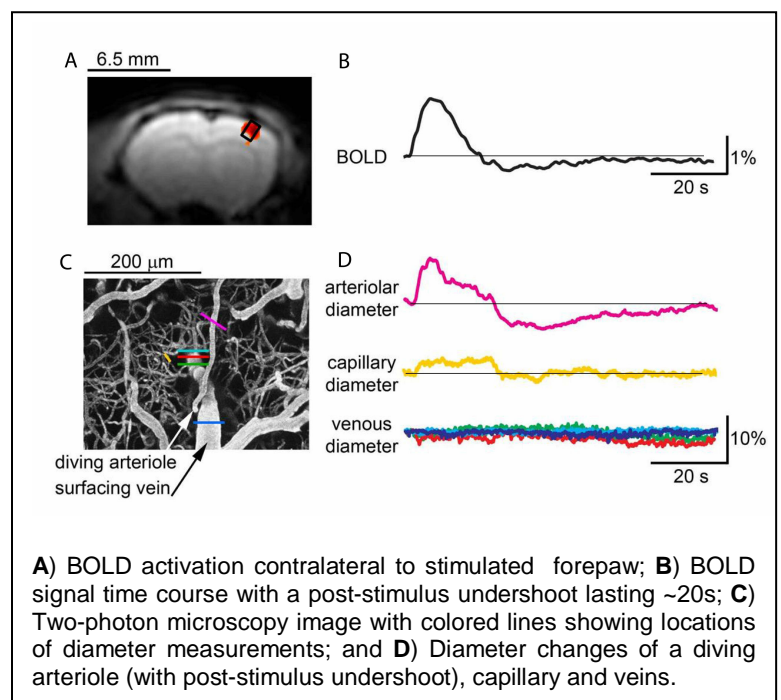 A
6.5 mm
B
BOLD
1%
20 s
C
200 µm
D
arteriolar
diameter
capillary
diameter
venous
diameter
10%
20 s
diving arteriole
surfacing vein
A) BOLD activation contralateral to stimulated forepaw; B) BOLD
signal time course with a post-stimulus undershoot lasting ~20s; C)
Two-photon microscopy image with colored lines showing locations
of diameter measurements; and D) Diameter changes of a diving
arteriole (with post-stimulus undershoot), capillary and veins.